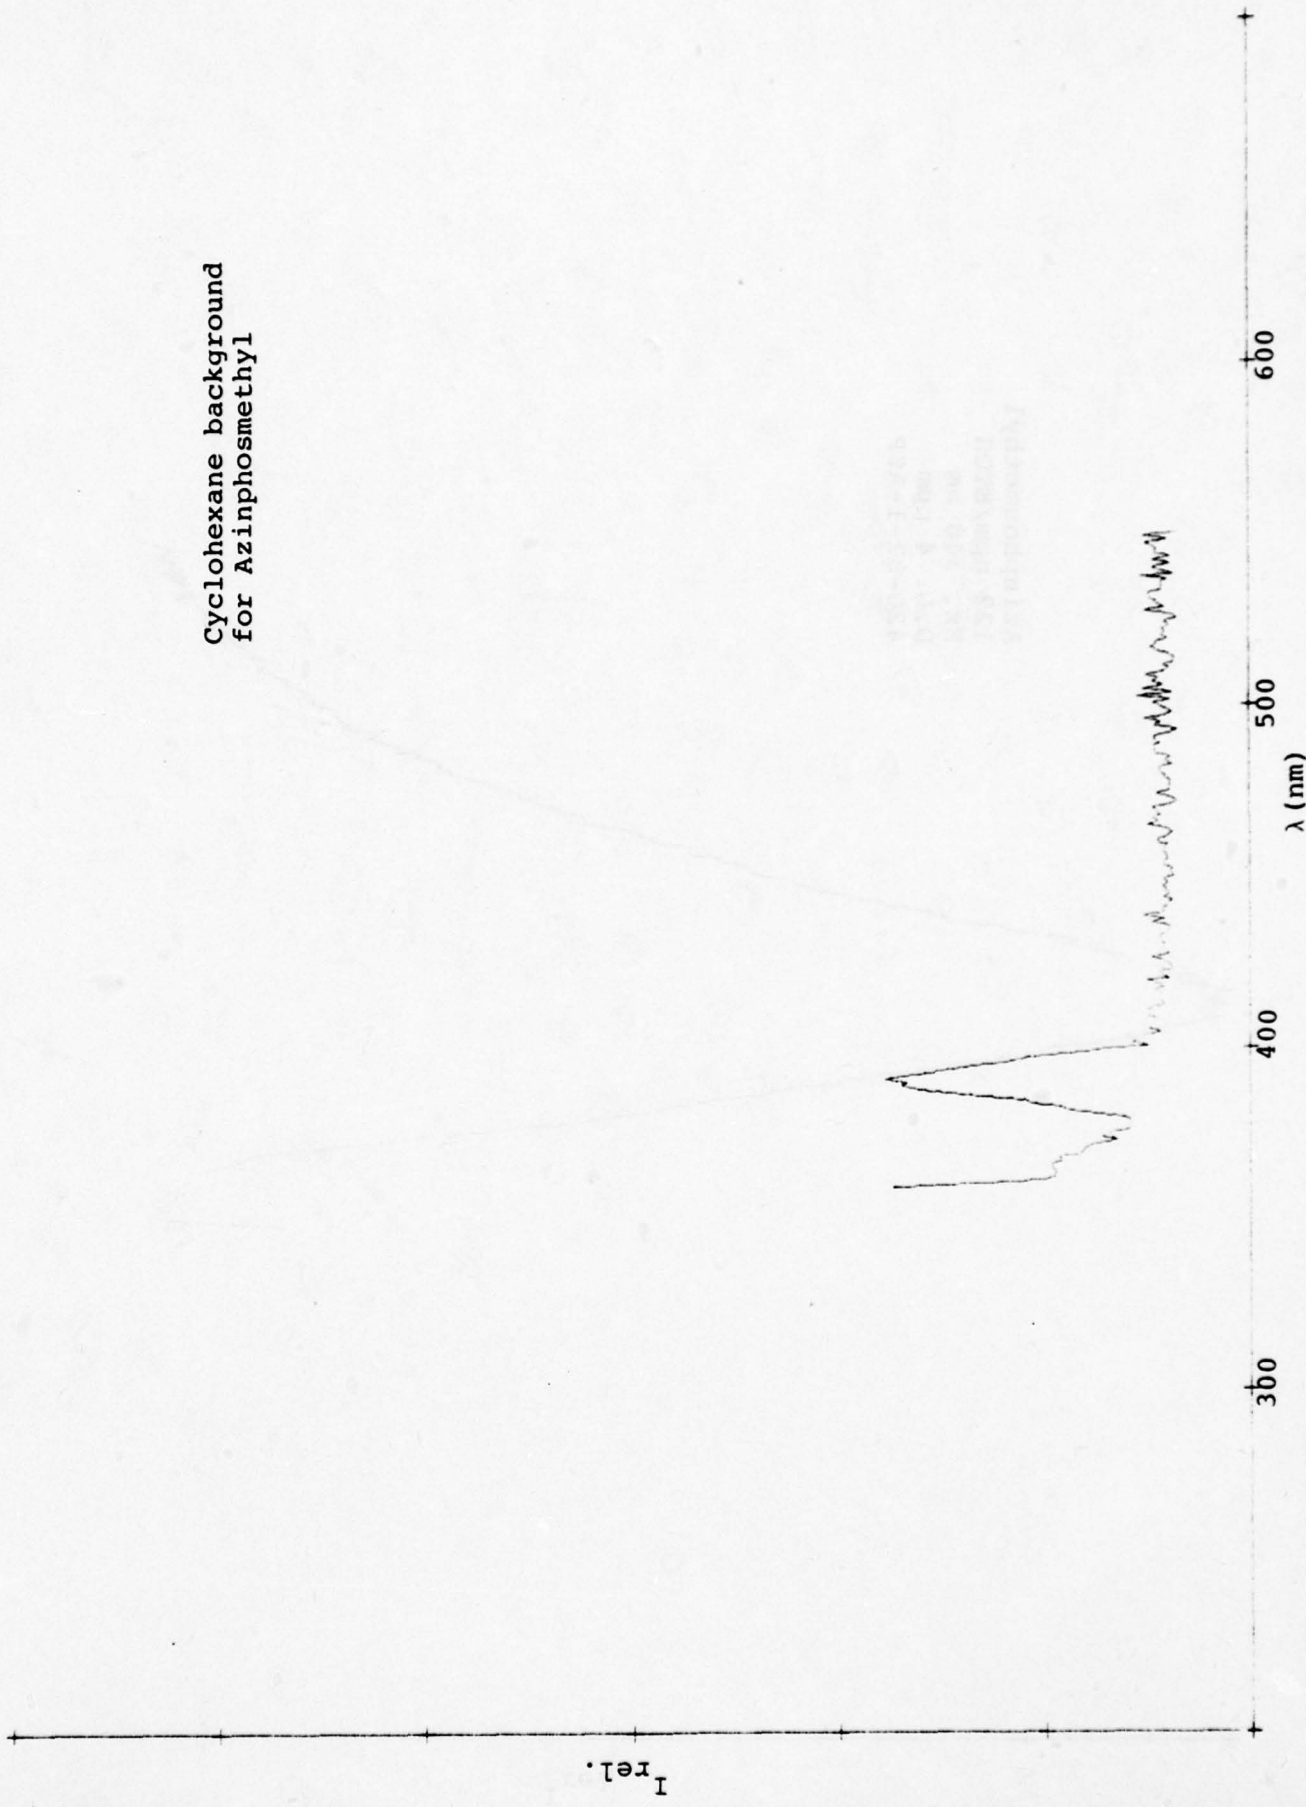 Cyclohexane background
for Azinphosmethyl
I rel.
300
400
500
600
λ (nm)